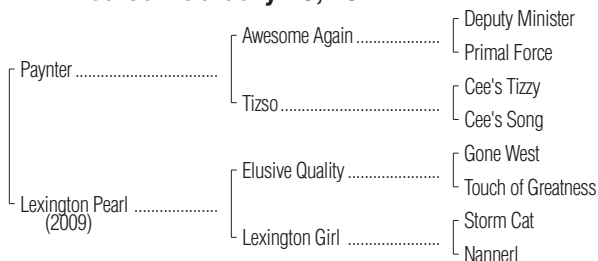 Deputy Minister
Awesome Again ....................
Primal Force
Paynter .................................
Cee's Tizzy
Tizso ......................................
Cee's Song
Gone West
Elusive Quality ......................
Touch of Greatness
Lexington Pearl ....................
(2009)
Storm Cat
Lexington Girl ......................
Nannerl